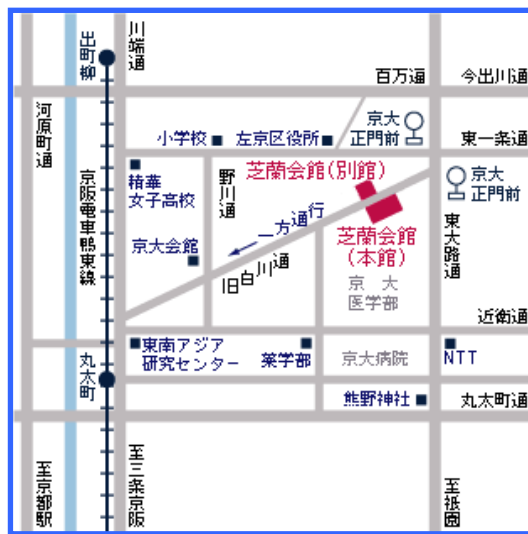 出町柳
川端通
百万遍
今出川通
河原町通
小学校
左京区役所
京大
正門前
東一条通
精華
女子高校
野川通
芝蘭会館(別館)
京大
正門前
京阪電車鴨東線
京大会館
一方通行
旧白川通
芝蘭会館
(本館)
京大
医学部
東大路通
近衛通
東南アジア
研究センター
薬学部
京大病院
NTT
丸太町
熊野神社
丸太町通
至京都駅
至三条京阪
至祇園